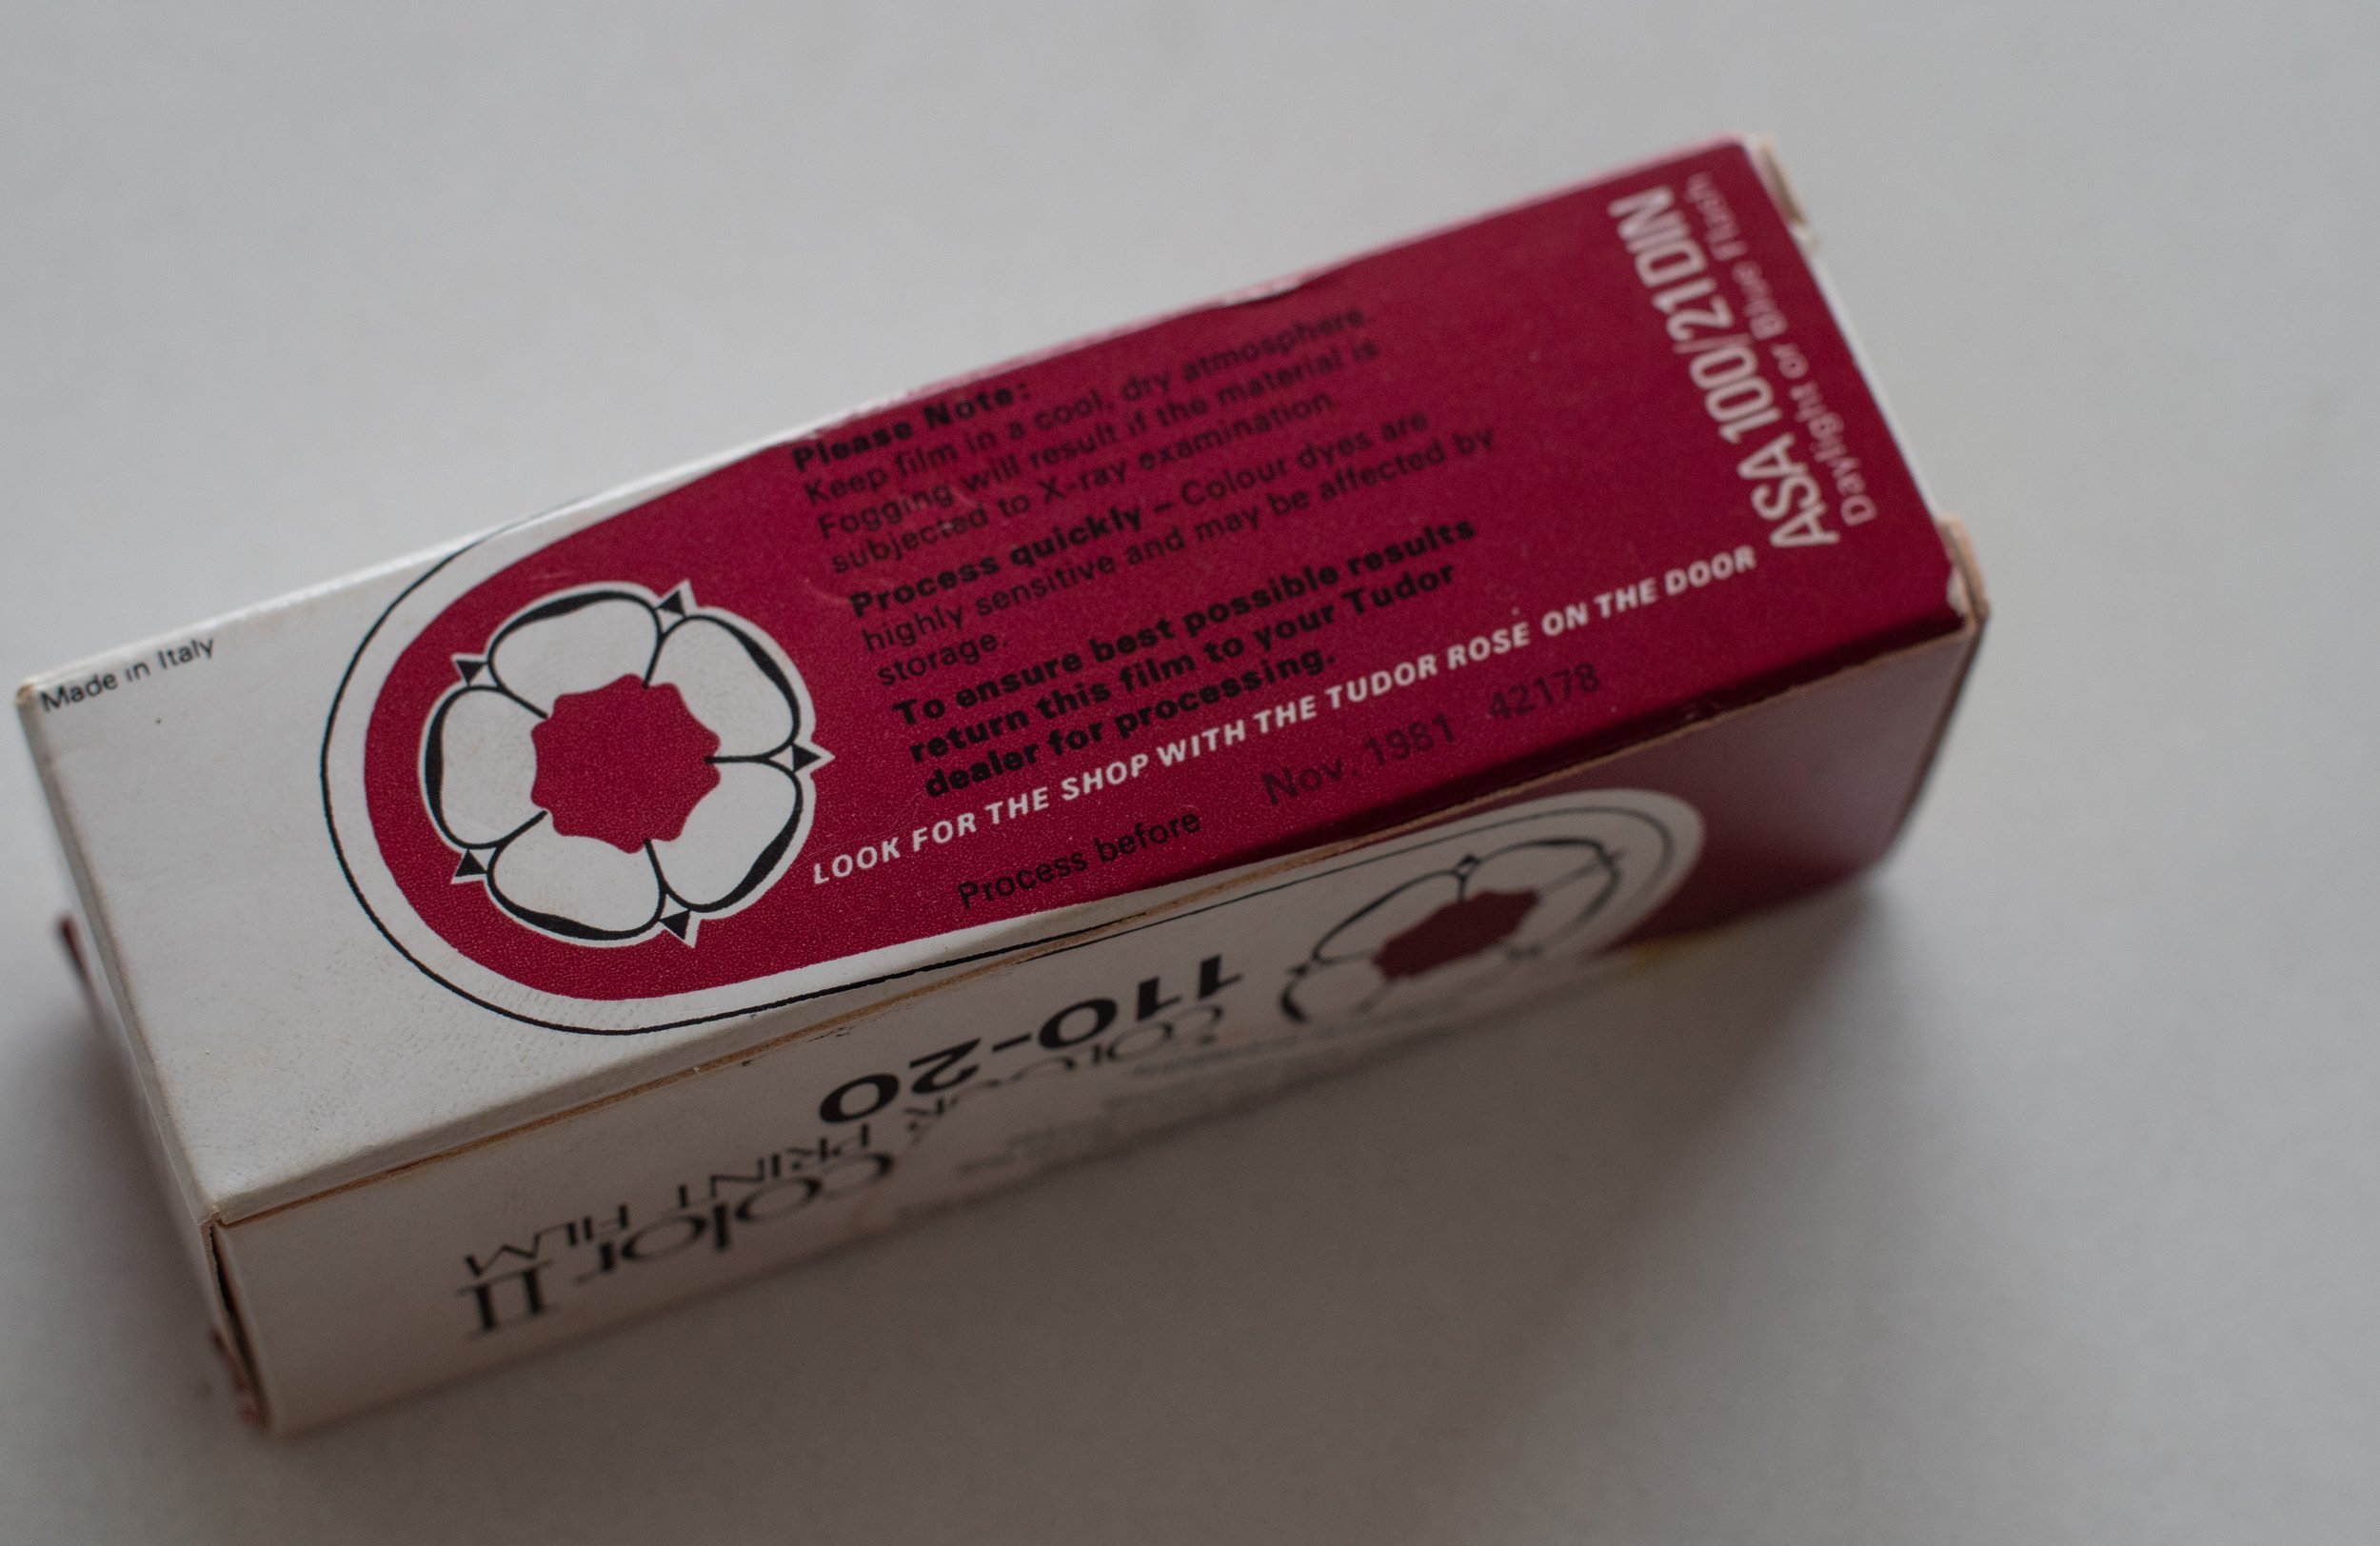 Made in Italy
Please Note:
Keep film in a cool, dry atmosphere.
Fogging will result if the material is
subjected to X-ray examination.
Process quickly – Colour dyes are
highly sensitive and may be affected by
storage.
To ensure best possible results
return this film to your Tudor
dealer for processing.
LOOK FOR THE SHOP WITH THE TUDOR ROSE ON THE DOOR
Process before Nov. 1981 42178
ASA 100/21DIN
Daylight or Blue Flash
110-20
COLOUR PRINT FILM
color II